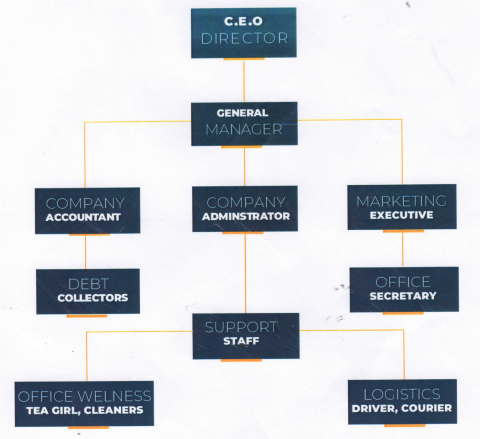 C.E.O
DIRECTOR
GENERAL
MANAGER
COMPANY
ACCOUNTANT
COMPANY
ADMINSTRATOR
MARKETING
EXECUTIVE
DEBT
COLLECTORS
OFFICE
SECRETARY
SUPPORT
STAFF
OFFICE WELNESS
TEA GIRL, CLEANERS
LOGISTICS
DRIVER, COURIER